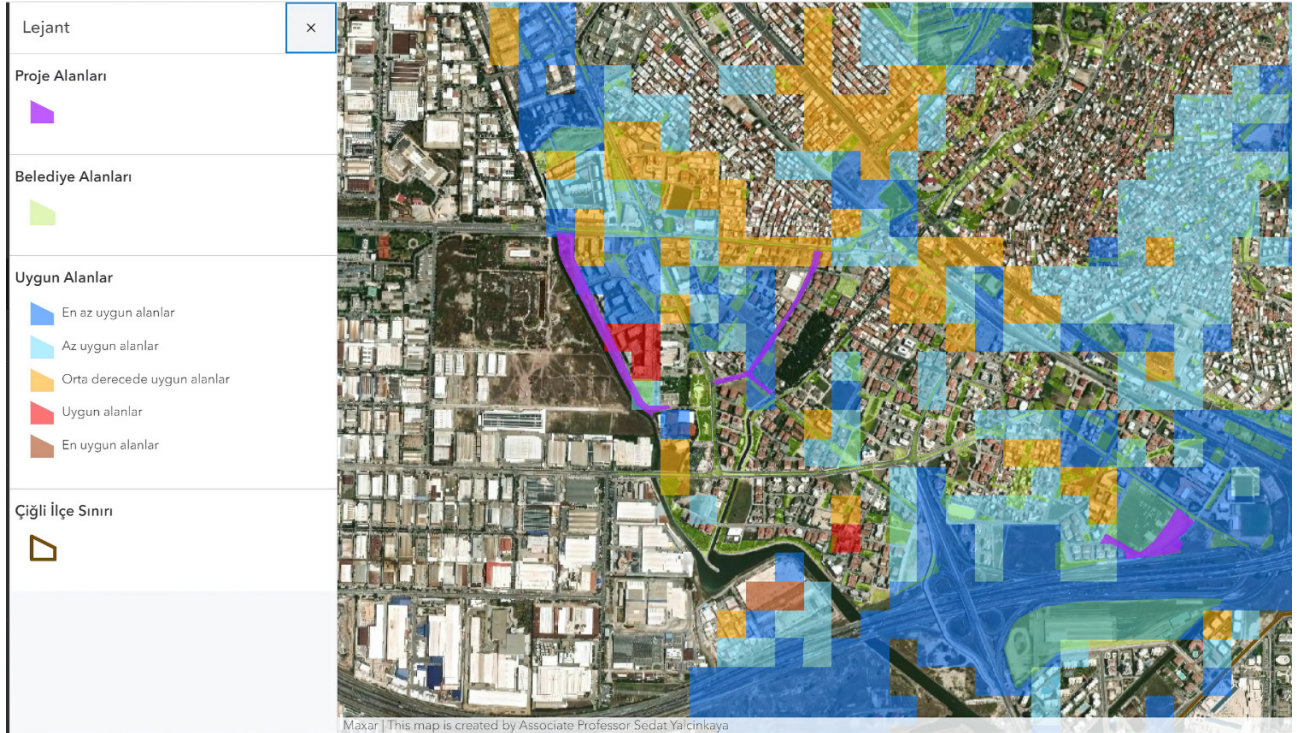 Lejant
×
Proje Alanları
Belediye Alanları
Uygun Alanlar
En az uygun alanlar
Az uygun alanlar
Orta derecede uygun alanlar
Uygun alanlar
En uygun alanlar
Çiğli İlçe Sınırı
Maxar | This map is created by Associate Professor Sedat Yalcinkaya